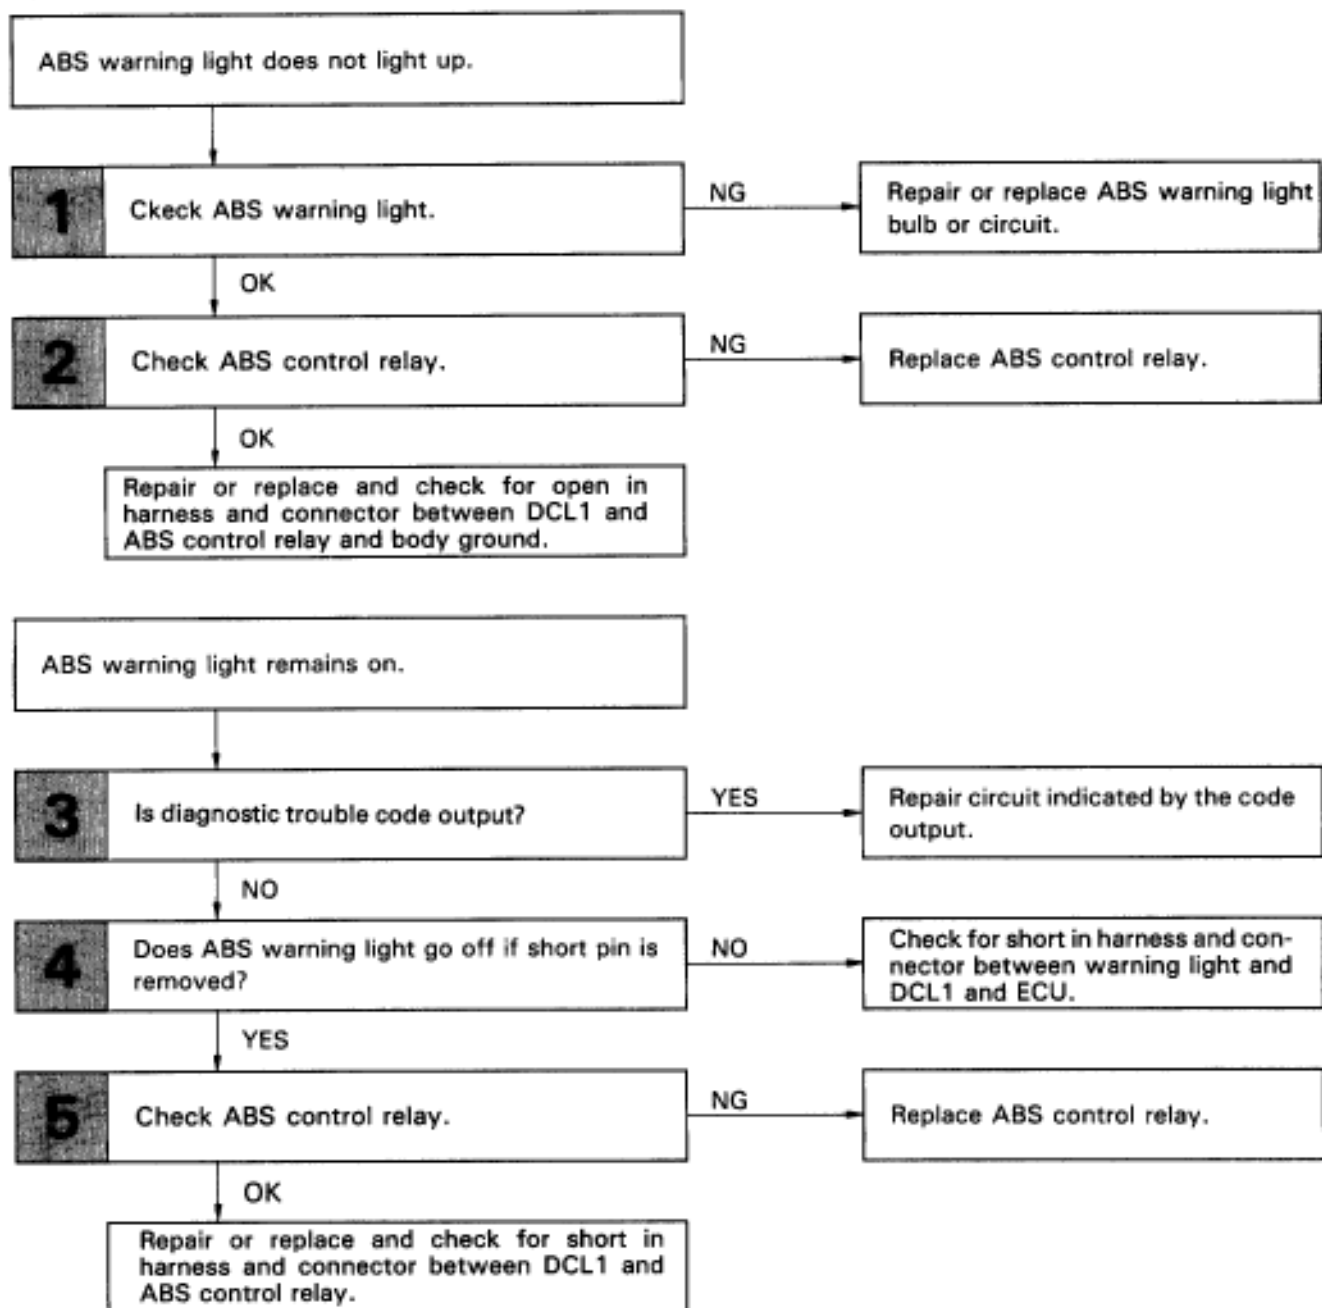 ABS warning light does not light up.
1
Ckeck ABS warning light.
NG
Repair or replace ABS warning light
bulb or circuit.
OK
2
Check ABS control relay.
NG
Replace ABS control relay.
OK
Repair or replace and check for open in
harness and connector between DCL1 and
ABS control relay and body ground.
ABS warning light remains on.
3
Is diagnostic trouble code output?
YES
Repair circuit indicated by the code
output.
NO
4
Does ABS warning light go off if short pin is
removed?
NO
Check for short in harness and con-
nector between warning light and
DCL1 and ECU.
YES
5
Check ABS control relay.
NG
Replace ABS control relay.
OK
Repair or replace and check for short in
harness and connector between DCL1 and
ABS control relay.